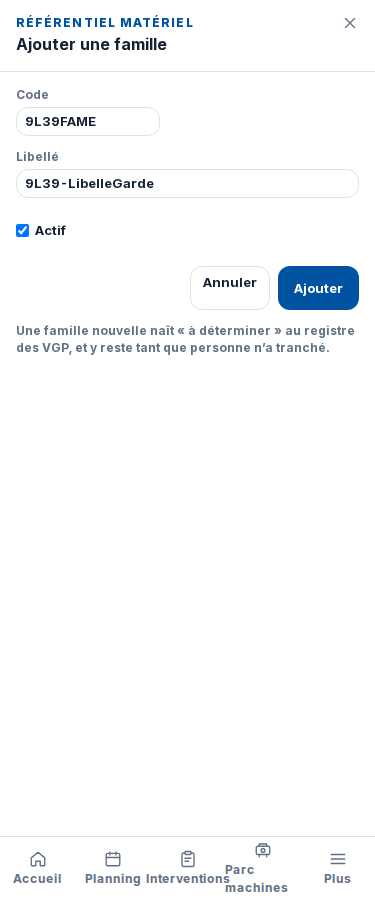 RÉFÉRENTIEL MATÉRIEL
Ajouter une famille
Code
9L39FAME
Libellé
9L39-LibelleGarde
Actif
Annuler
Ajouter
Une famille nouvelle naît « à déterminer » au registre
des VGP, et y reste tant que personne n’a tranché.
Accueil
Planning
Interventions
Parc
machines
Plus